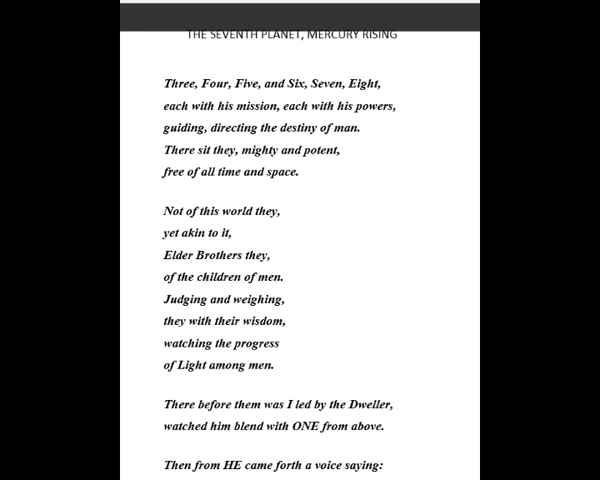 THE SEVENTH PLANET, MERCURY RISING
Three, Four, Five, and Six, Seven, Eight,
each with his mission, each with his powers,
guiding, directing the destiny of man.
There sit they, mighty and potent,
free of all time and space.
Not of this world they,
yet akin to it,
Elder Brothers they,
of the children of men.
Judging and weighing,
they with their wisdom,
watching the progress
of Light among men.
There before them was I led by the Dweller,
watched him blend with ONE from above.
Then from HE came forth a voice saying: